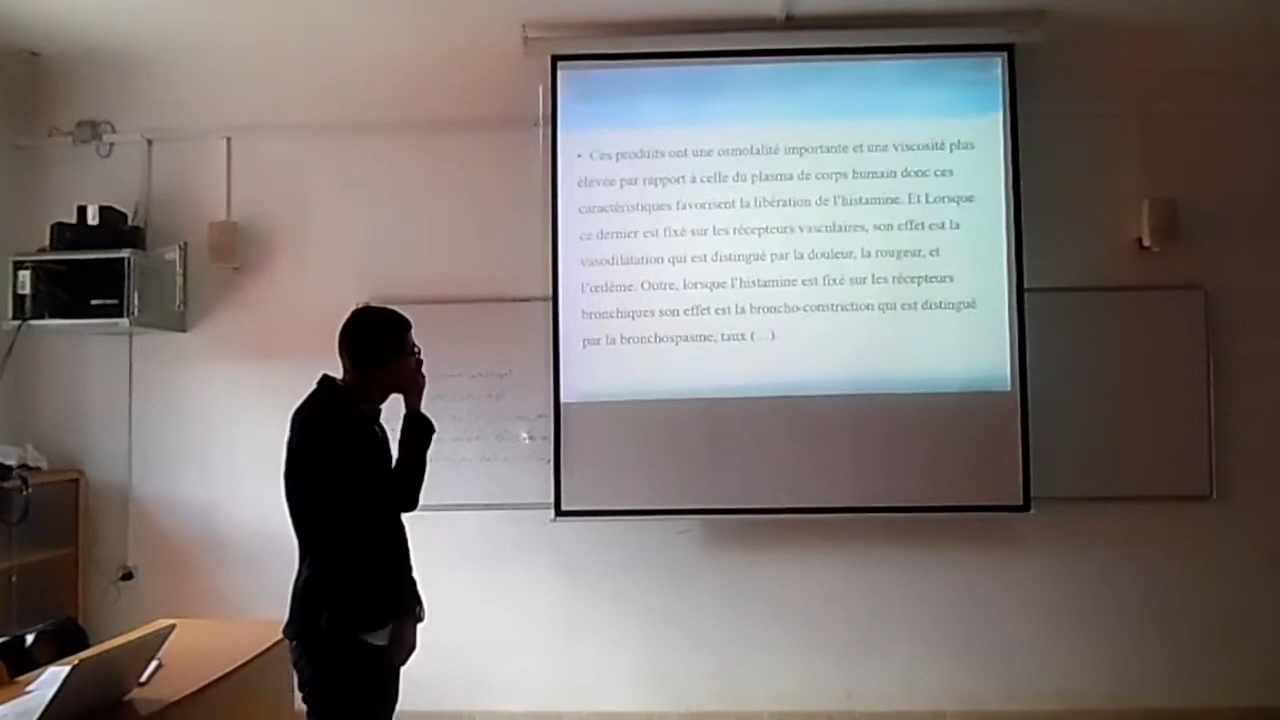 • Ces produits ont une osmolalité importante et une viscosité plus
élevée par rapport à celle du plasma de corps humain donc ces
caractéristiques favorisent la libération de l'histamine. Et Lorsque
ce dernier est fixé sur les récepteurs vasculaires, son effet est la
vasodilatation qui est distingué par la douleur, la rougeur, et
l'œdème. Outre, lorsque l'histamine est fixé sur les récepteurs
bronchiques son effet est la broncho-constriction qui est distingué
par la bronchospasme, taux (…).